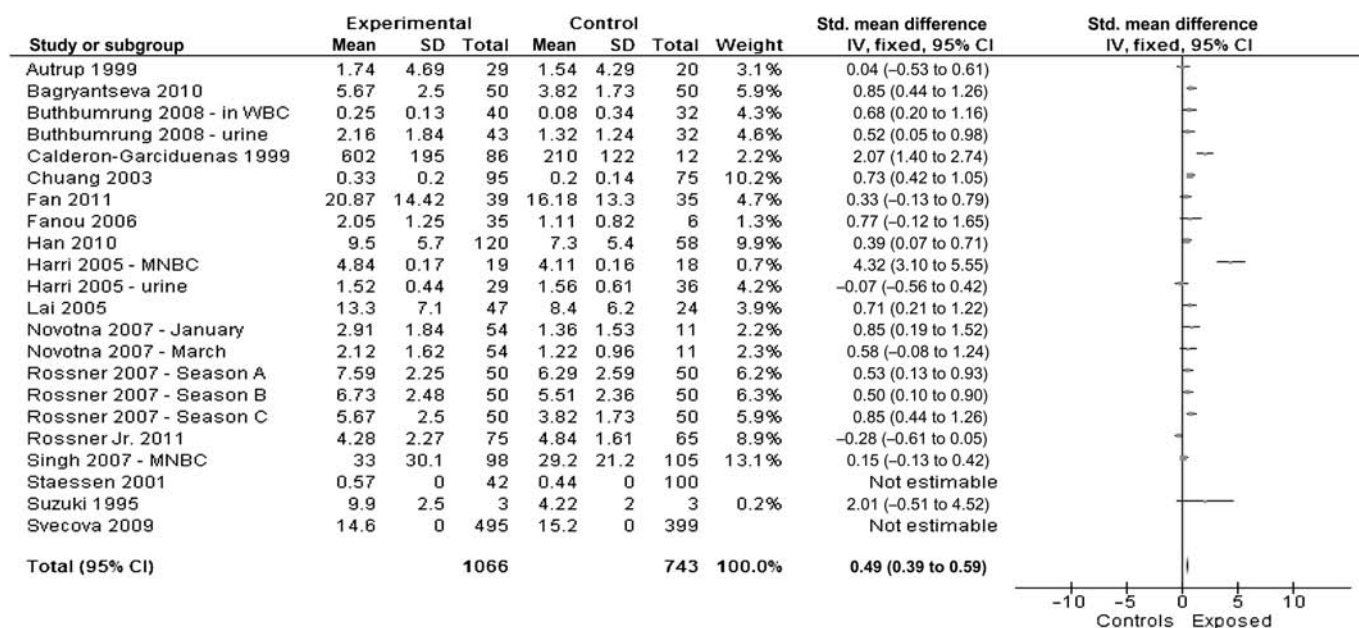 Experimental Control Std. mean difference Std. mean difference
Study or subgroup Mean SD Total Mean SD Total Weight IV, fixed, 95% CI IV, fixed, 95% CI
Autrup 1999 1.74 4.69 29 1.54 4.29 20 3.1% 0.04 (−0.53 to 0.61)
Bagryantseva 2010 5.67 2.5 50 3.82 1.73 50 5.9% 0.85 (0.44 to 1.26)
Buthbumrung 2008 - in WBC 0.25 0.13 40 0.08 0.34 32 4.3% 0.68 (0.20 to 1.16)
Buthbumrung 2008 - urine 2.16 1.84 43 1.32 1.24 32 4.6% 0.52 (0.05 to 0.98)
Calderon-Garciduenas 1999 602 195 86 210 122 12 2.2% 2.07 (1.40 to 2.74)
Chuang 2003 0.33 0.2 95 0.2 0.14 75 10.2% 0.73 (0.42 to 1.05)
Fan 2011 20.87 14.42 39 16.18 13.3 35 4.7% 0.33 (−0.13 to 0.79)
Fanou 2006 2.05 1.25 35 1.11 0.82 6 1.3% 0.77 (−0.12 to 1.65)
Han 2010 9.5 5.7 120 7.3 5.4 58 9.9% 0.39 (0.07 to 0.71)
Harri 2005 - MNBC 4.84 0.17 19 4.11 0.16 18 0.7% 4.32 (3.10 to 5.55)
Harri 2005 - urine 1.52 0.44 29 1.56 0.61 36 4.2% −0.07 (−0.56 to 0.42)
Lai 2005 13.3 7.1 47 8.4 6.2 24 3.9% 0.71 (0.21 to 1.22)
Novotna 2007 - January 2.91 1.84 54 1.36 1.53 11 2.2% 0.85 (0.19 to 1.52)
Novotna 2007 - March 2.12 1.62 54 1.22 0.96 11 2.3% 0.58 (−0.08 to 1.24)
Rossner 2007 - Season A 7.59 2.25 50 6.29 2.59 50 6.2% 0.53 (0.13 to 0.93)
Rossner 2007 - Season B 6.73 2.48 50 5.51 2.36 50 6.3% 0.50 (0.10 to 0.90)
Rossner 2007 - Season C 5.67 2.5 50 3.82 1.73 50 5.9% 0.85 (0.44 to 1.26)
Rossner Jr. 2011 4.28 2.27 75 4.84 1.61 65 8.9% −0.28 (−0.61 to 0.05)
Singh 2007 - MNBC 33 30.1 98 29.2 21.2 105 13.1% 0.15 (−0.13 to 0.42)
Staessen 2001 0.57 0 42 0.44 0 100 Not estimable
Suzuki 1995 9.9 2.5 3 4.22 2 3 0.2% 2.01 (−0.51 to 4.52)
Svecova 2009 14.6 0 495 15.2 0 399 Not estimable
Total (95% CI) 1066 743 100.0% 0.49 (0.39 to 0.59)
−10 −5 0 5 10
Controls Exposed